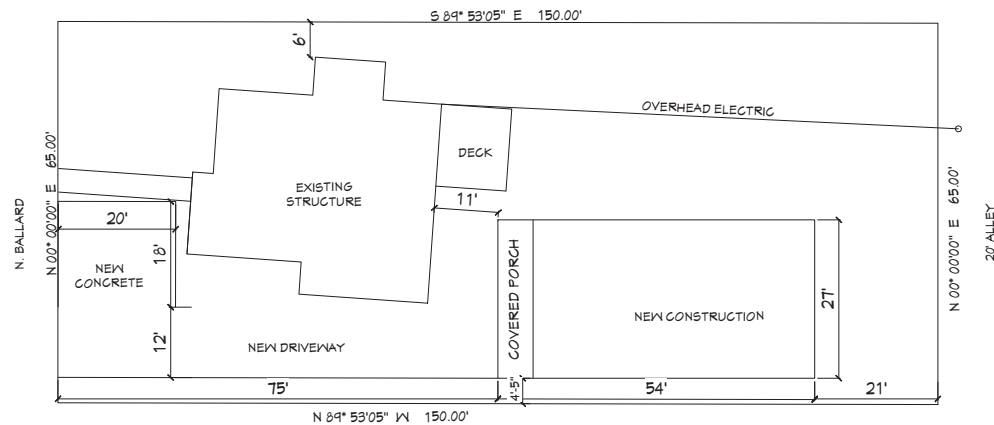 S 89° 53'05" E 150.00'
6'
OVERHEAD ELECTRIC
DECK
EXISTING
STRUCTURE
N. BALLARD
N 00° 00'00" E 65.00'
20'
18'
11'
NEW
CONCRETE
12'
NEW DRIVEWAY
COVERED PORCH
NEW CONSTRUCTION
27'
N 00° 00'00" E 65.00'
20' ALLEY
75'
4'-5"
54'
21'
N 89° 53'05" W 150.00'